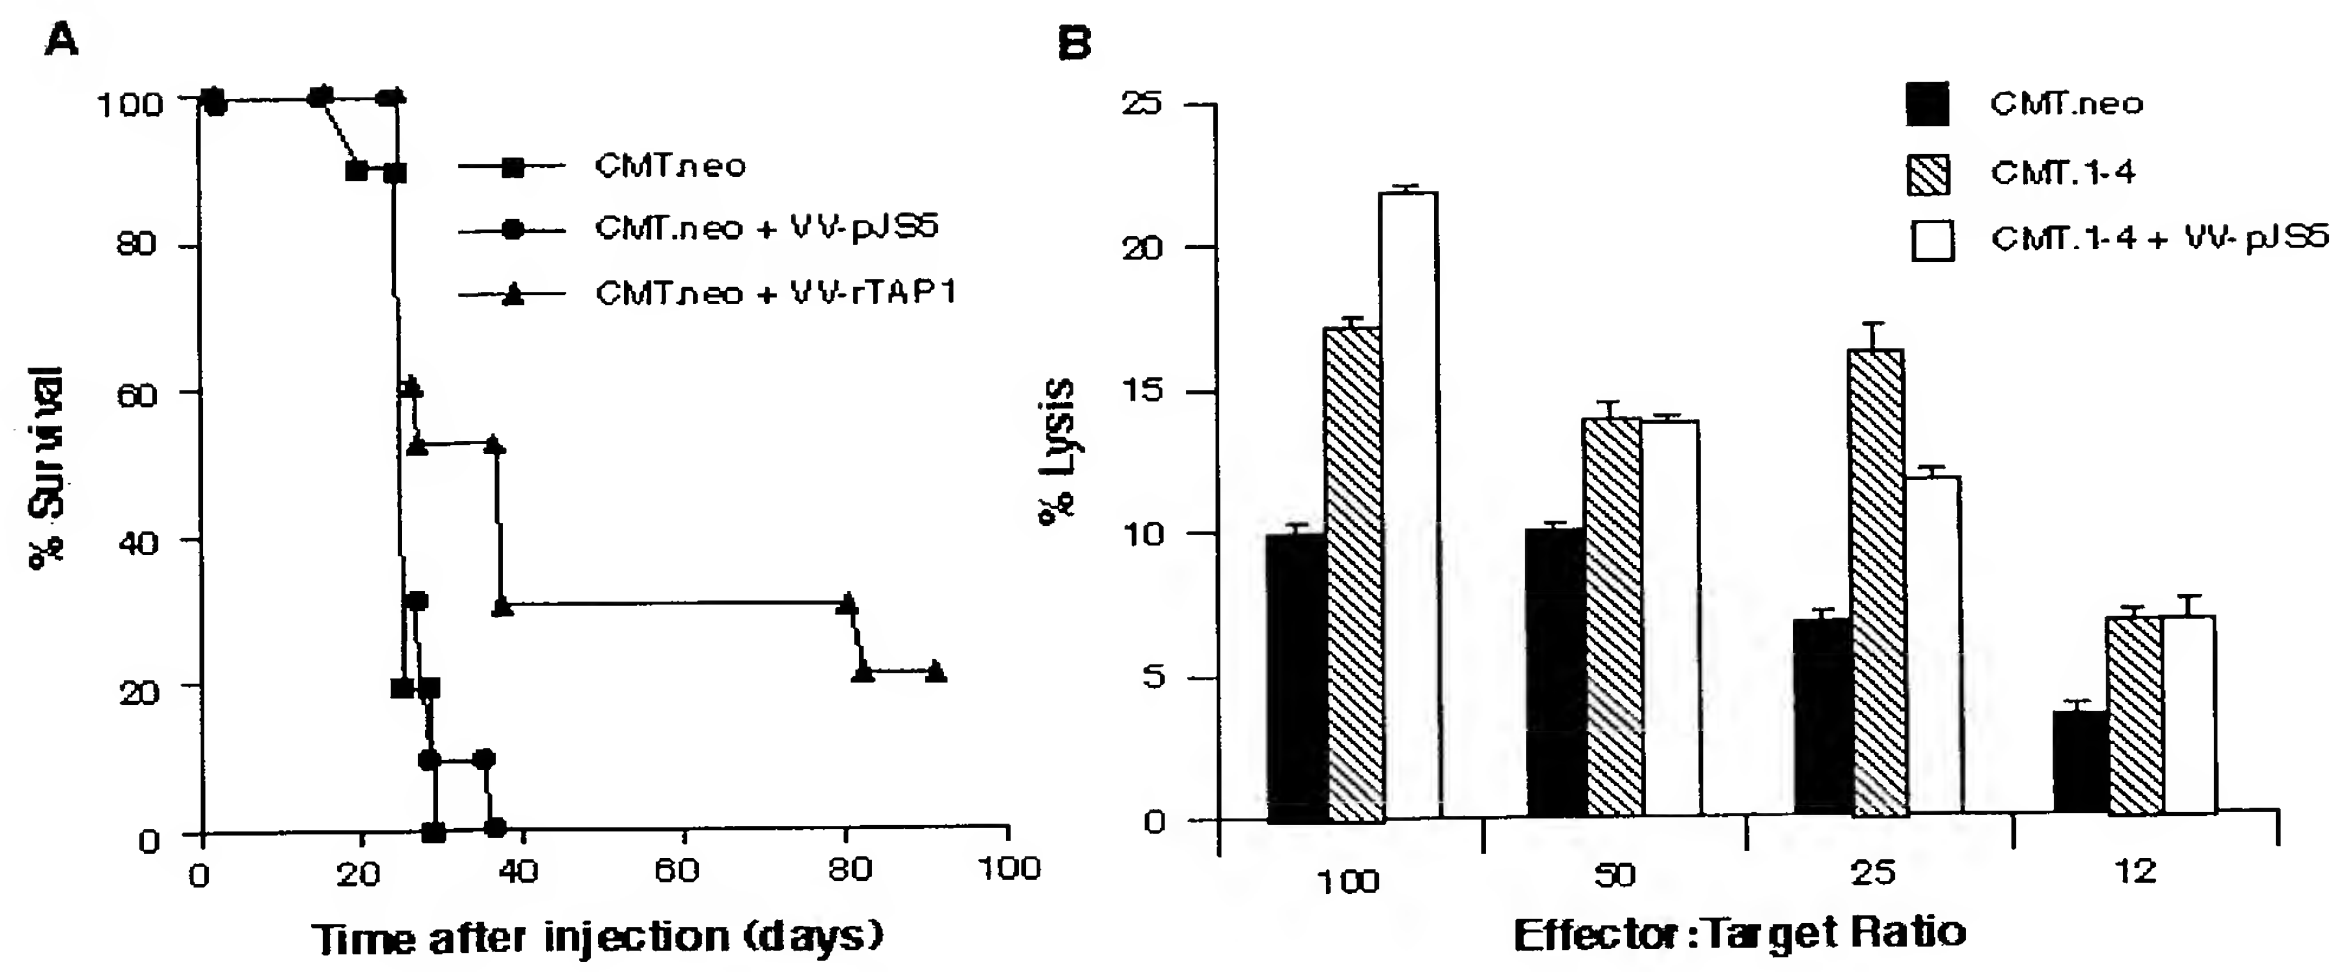 A
100
80
60
40
20
0
% Survival
CMT.neo
CMT.neo + VV-pJS5
CMT.neo + VV-rTAP1
0 20 40 60 80 100
Time after injection (days)
B
25
20
15
10
5
0
% Lysis
CMT.neo
CMT.1-4
CMT.1-4 + VV-pJS5
100 50 25 12
Effector:Target Ratio